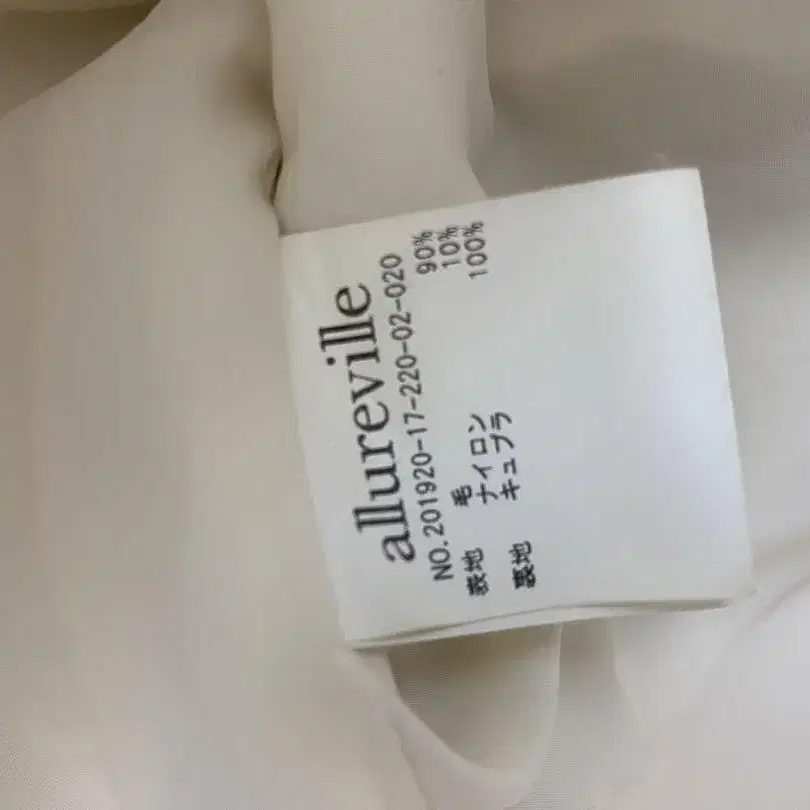 allureville
NO.201920-17-220-02-020
表地 毛 90%
ナイロン 10%
裏地 キュプラ 100%